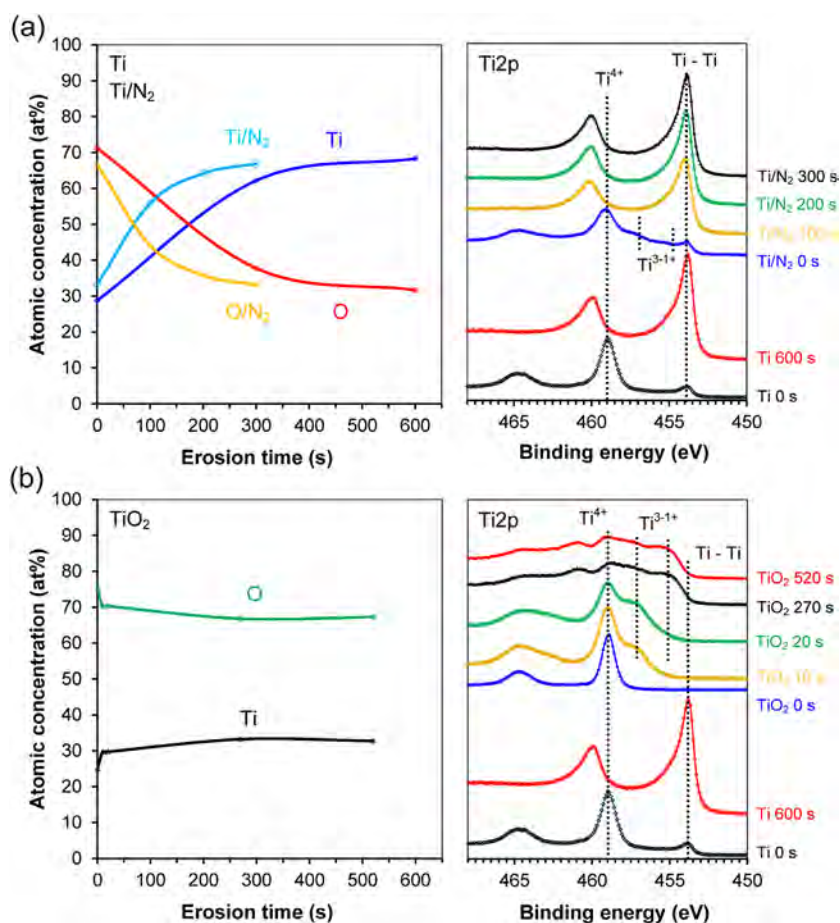 (a)
Ti
Ti/N₂
Ti/N₂
Ti
O/N₂
O
Atomic concentration (at%)
100
90
80
70
60
50
40
30
20
10
0
0 100 200 300 400 500 600
Erosion time (s)
Ti2p
Ti⁴⁺
Ti - Ti
Ti³⁻¹⁺
Ti/N₂ 300 s
Ti/N₂ 200 s
Ti/N₂ 100 s
Ti/N₂ 0 s
Ti 600 s
Ti 0 s
465 460 455 450
Binding energy (eV)
(b)
TiO₂
O
Ti
Atomic concentration (at%)
100
90
80
70
60
50
40
30
20
10
0
0 100 200 300 400 500 600
Erosion time (s)
Ti2p
Ti⁴⁺
Ti³⁻¹⁺
Ti - Ti
TiO₂ 520 s
TiO₂ 270 s
TiO₂ 20 s
TiO₂ 10 s
TiO₂ 0 s
Ti 600 s
Ti 0 s
465 460 455 450
Binding energy (eV)